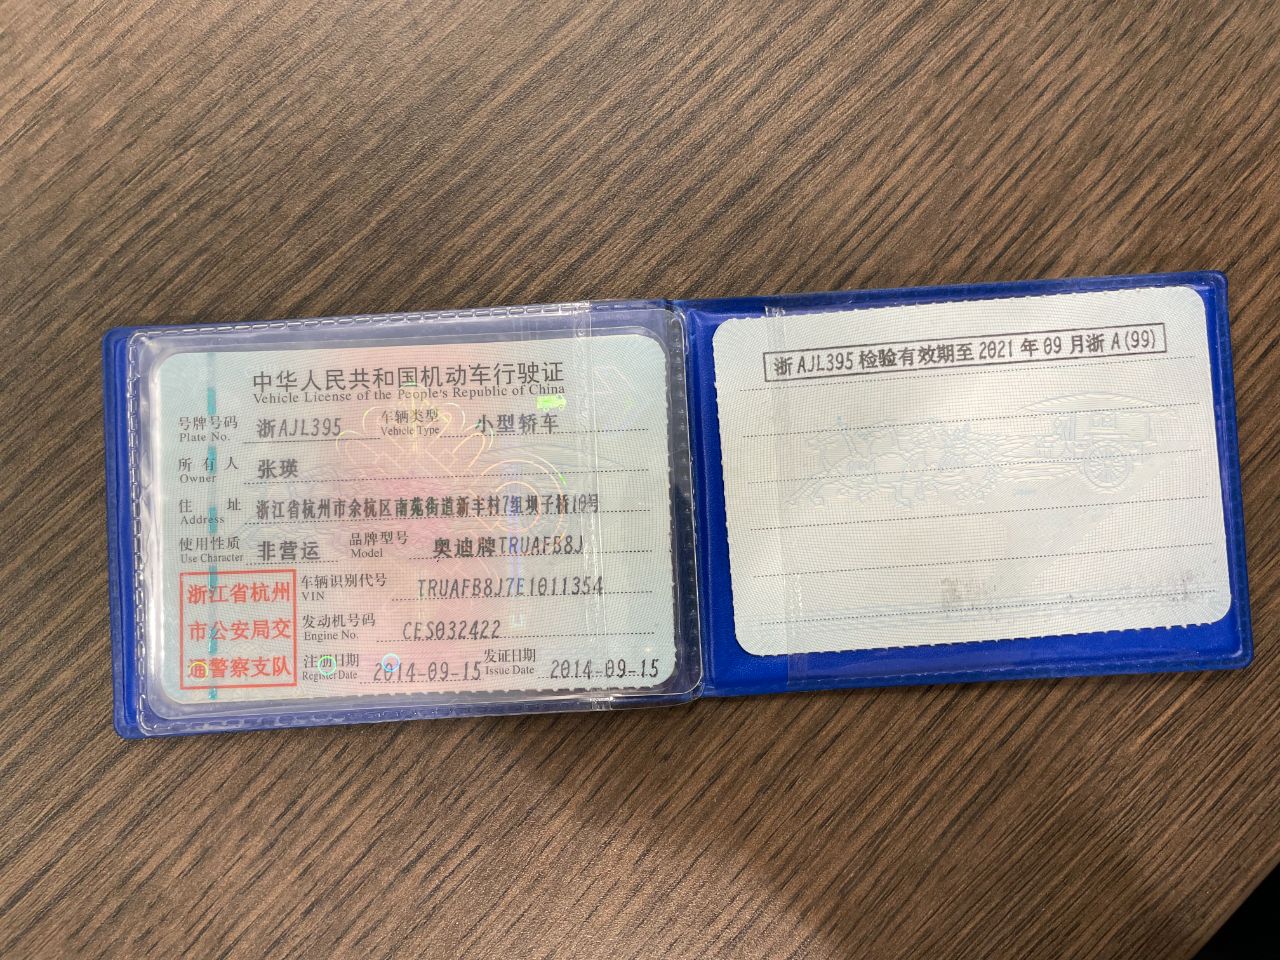 中华人民共和国机动车行驶证
Vehicle License of the People's Republic of China
号牌号码 浙AJL395 车辆类型 小型轿车
Plate No. Vehicle Type
所有人 张瑛
Owner
住址 浙江省杭州市余杭区南苑街道新丰村7组坝子桥10号
Address
使用性质 非营运 品牌型号 奥迪牌TRUAFB8J
Use Character Model
浙江省杭州
市公安局交
通警察支队
车辆识别代号 TRUAFB8J7E1011354
VIN
发动机号码 CES032422
Engine No.
注册日期 2014-09-15 发证日期 2014-09-15
Register Date Issue Date
浙AJL395检验有效期至2021年09月浙A(99)